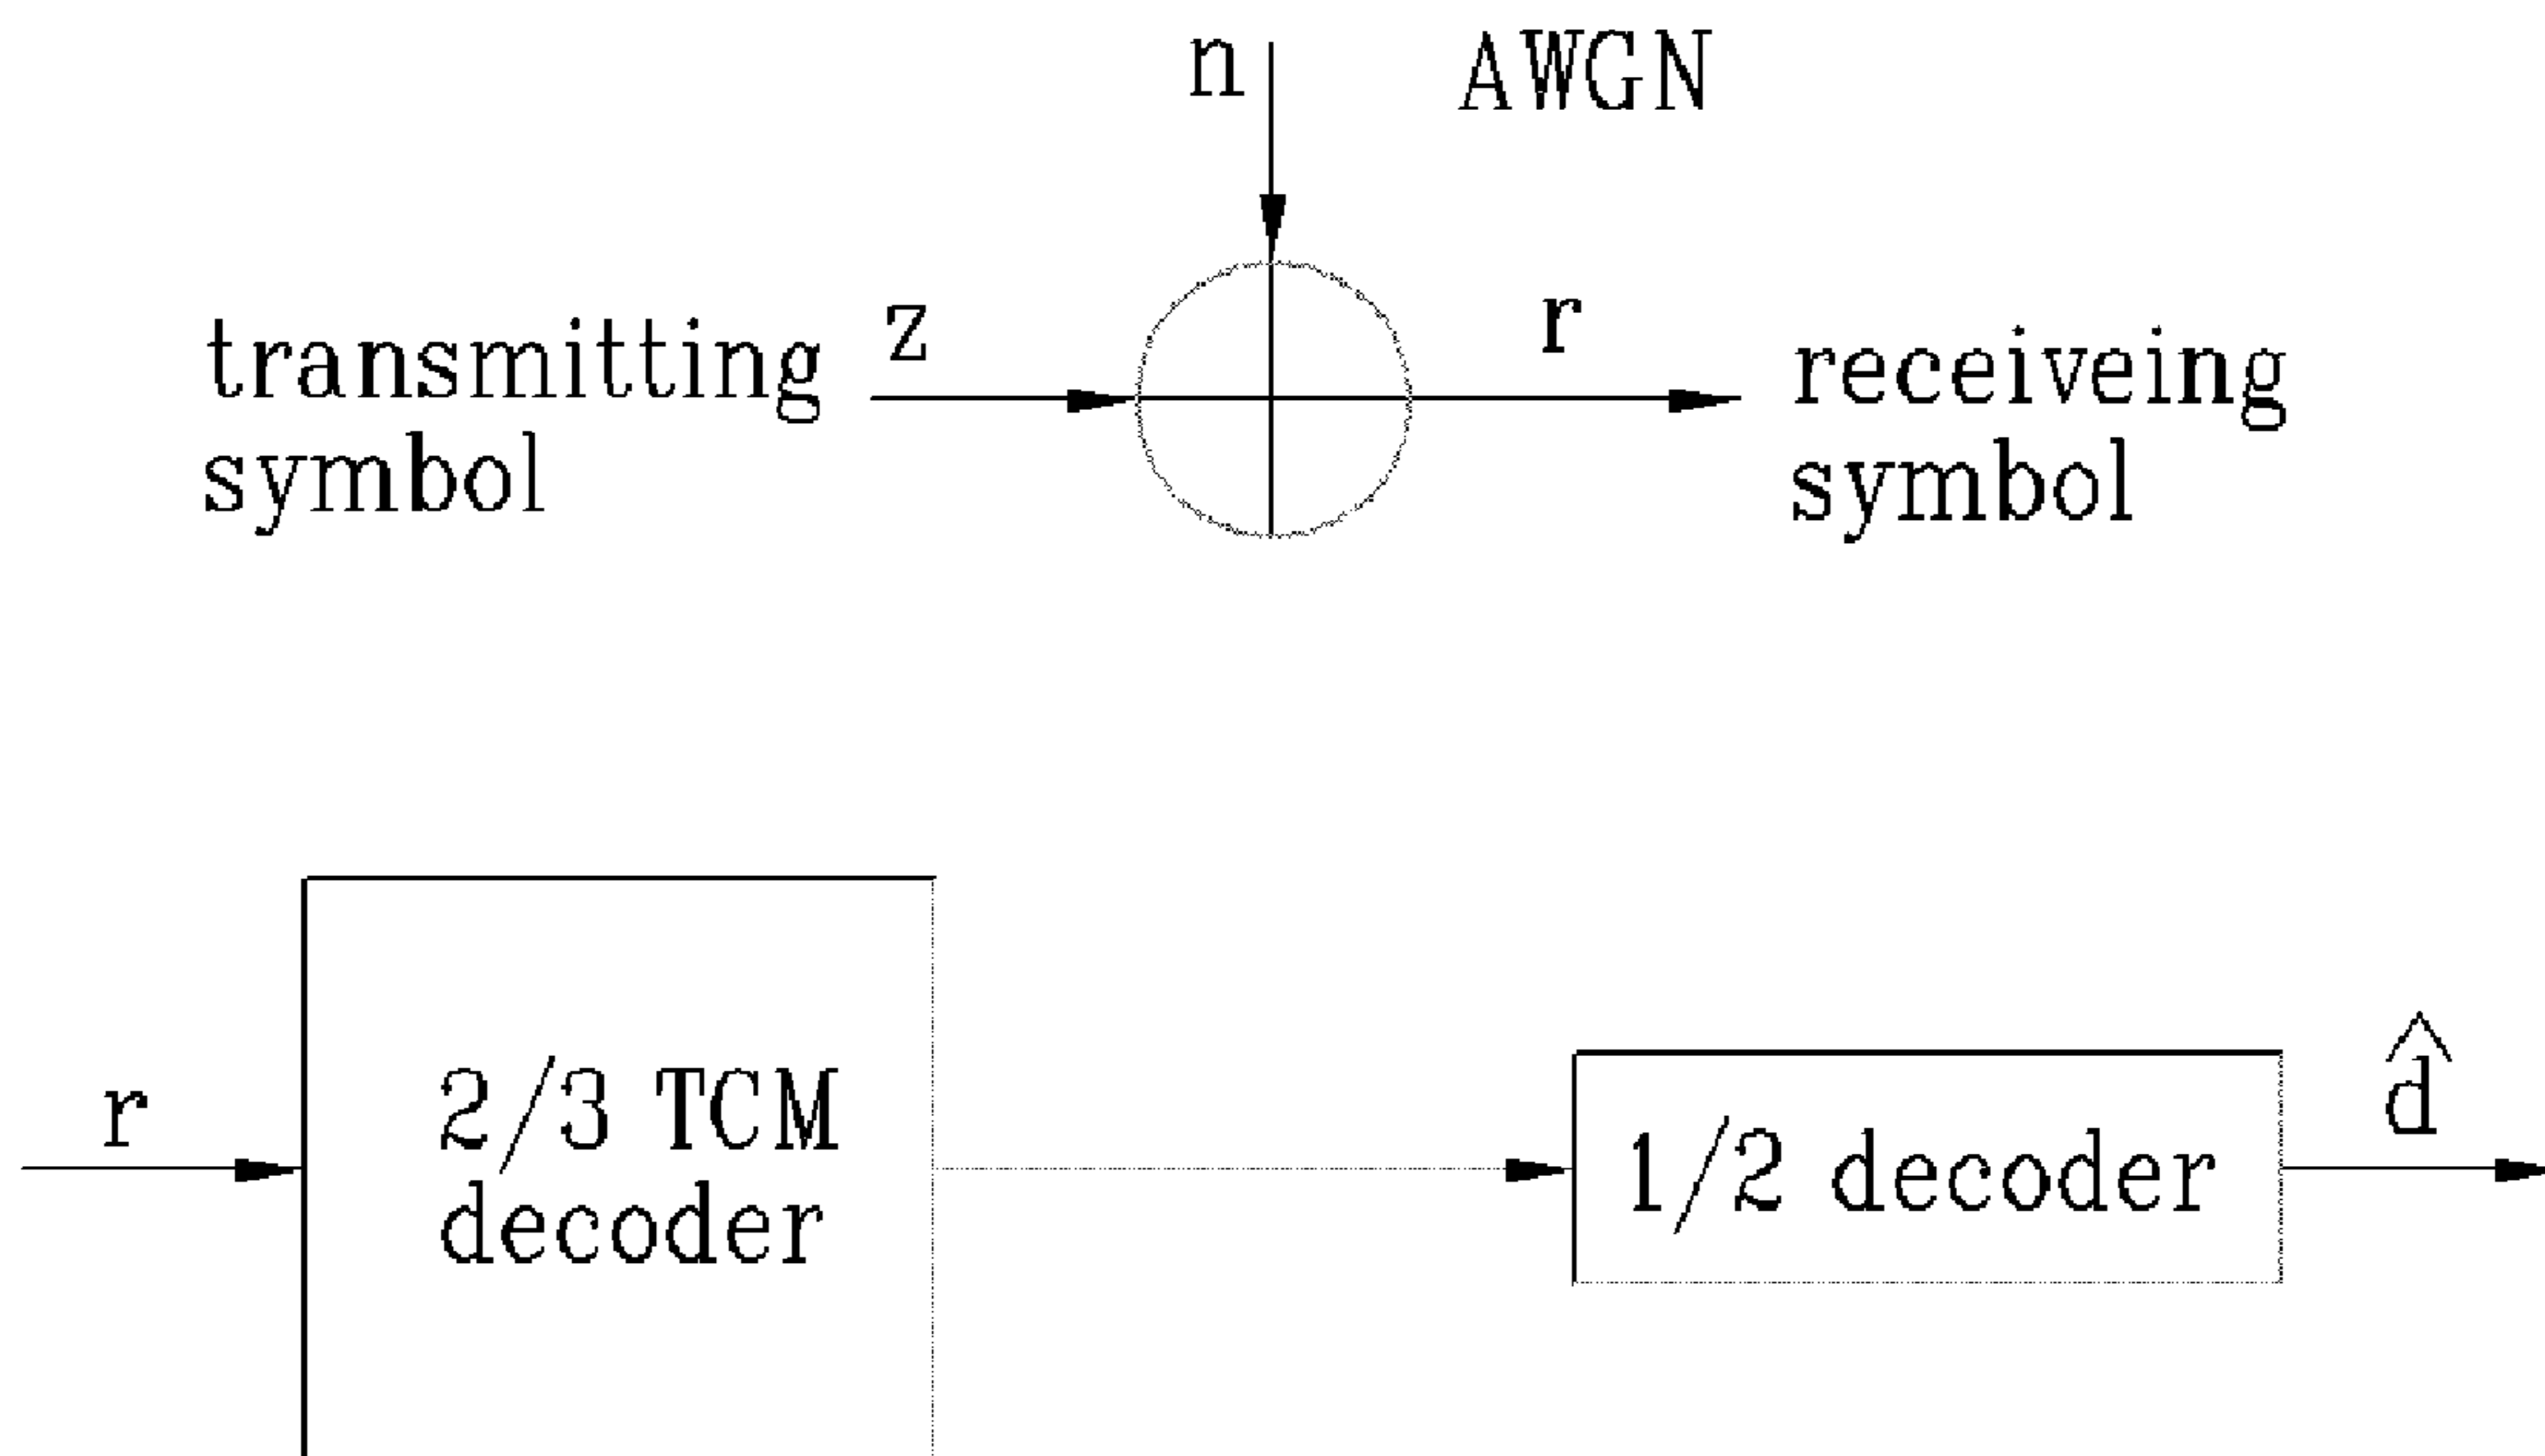 n AWGN
transmitting
symbol
z
r
receiveing
symbol
r
2/3 TCM
decoder
1/2 decoder
d̂